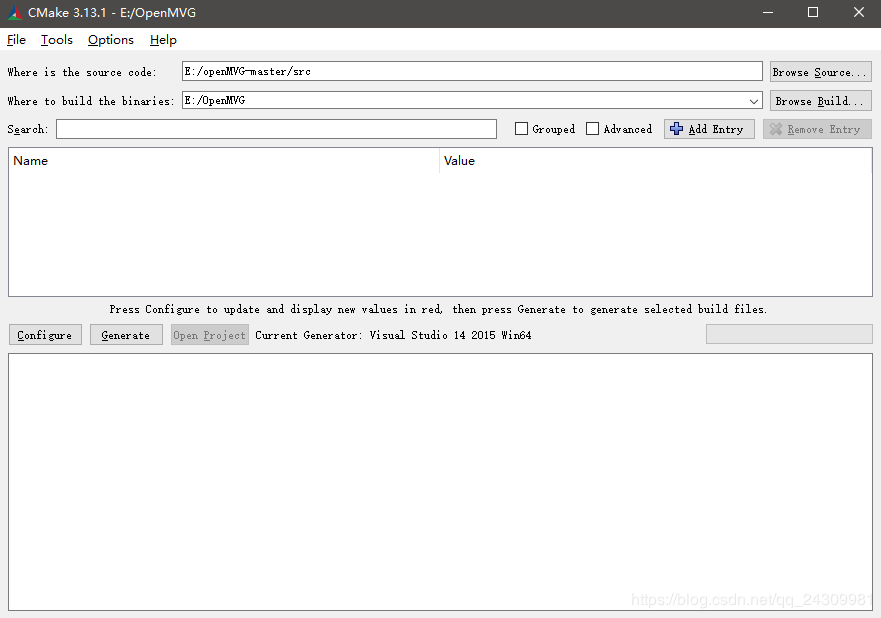 CMake 3.13.1 - E:/OpenMVG
File Tools Options Help
Where is the source code: E:/openMVG-master/src Browse Source...
Where to build the binaries: E:/OpenMVG Browse Build...
Search: Grouped Advanced Add Entry Remove Entry
Name Value
Press Configure to update and display new values in red, then press Generate to generate selected build files.
Configure Generate Open Project Current Generator: Visual Studio 14 2015 Win64
https://blog.csdn.net/qq_24309981